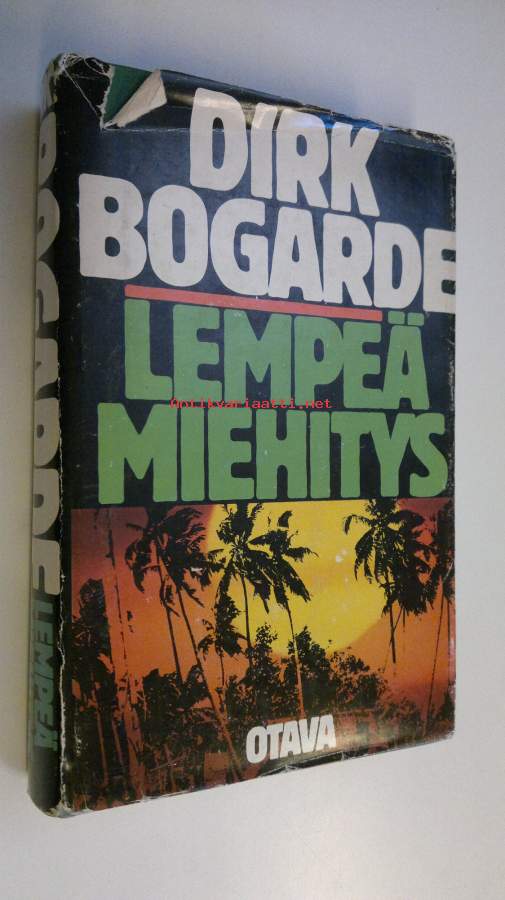 DIRK
BOGARDE
LEMPEÄ
MIEHITYS
Antikvariaatti.net
OTAVA
BOGARDE LEMPEÄ